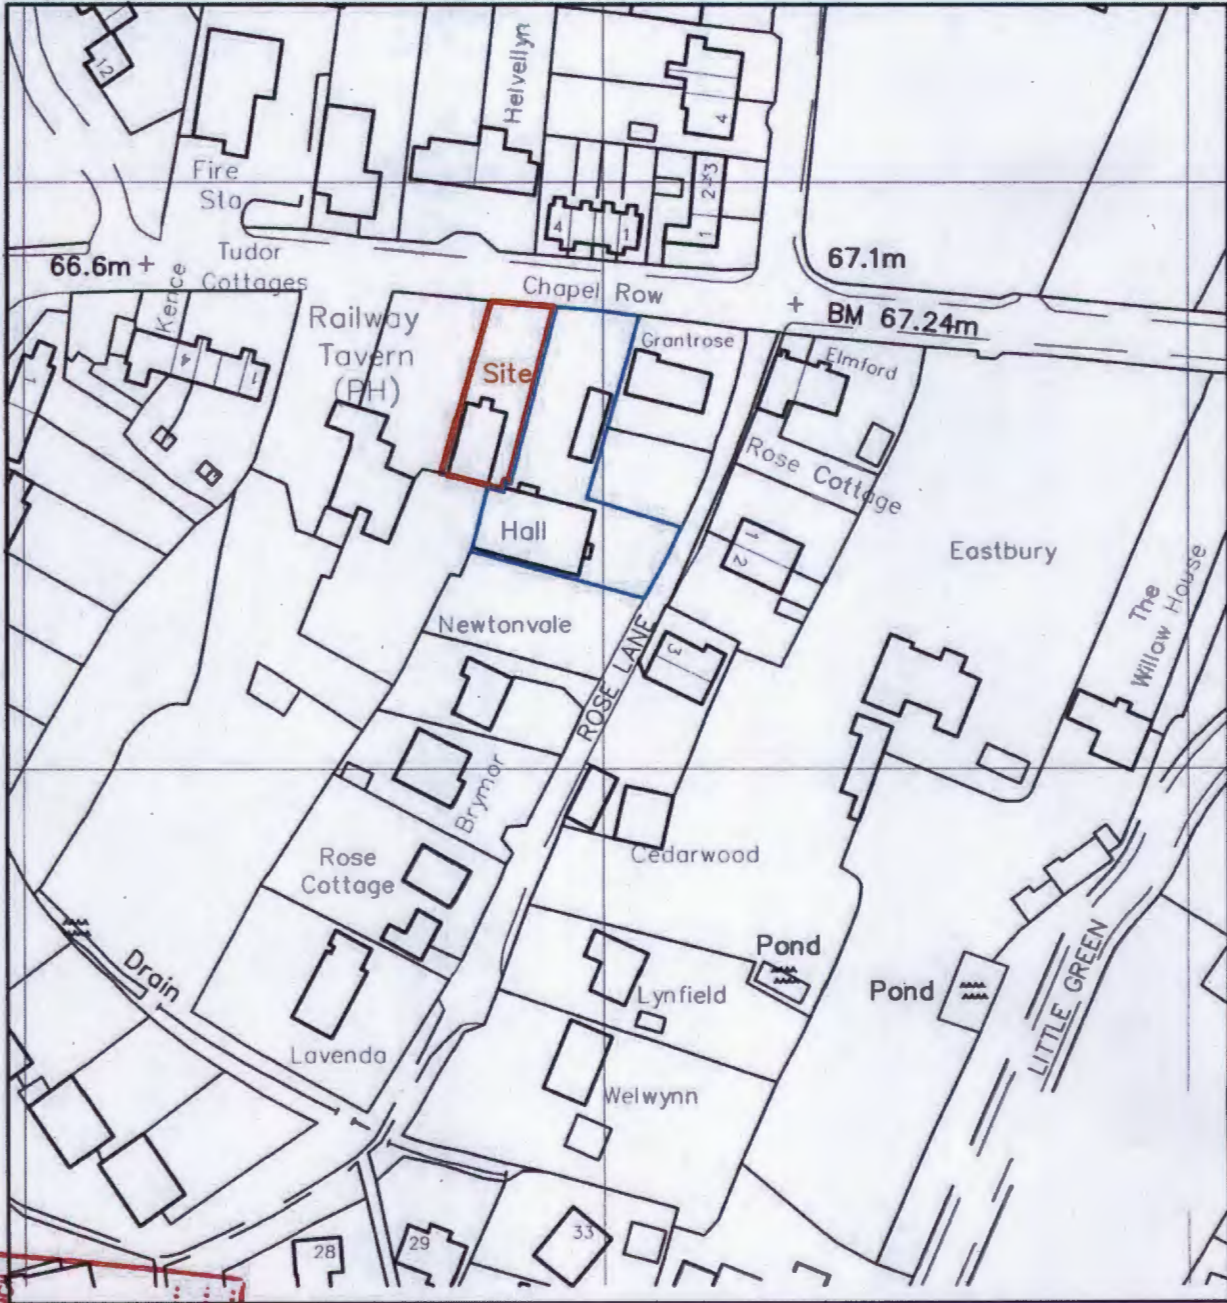 12
Helvellyn
4
Fire
Sta
2-3
1
4
1
Tudor
Cottages
66.6m
67.1m
Chapel Row
BM 67.24m
Kerice
4
1
1
Railway
Tavern
(PH)
Site
Grantrose
Elmford
Rose Cottage
Hall
1
2
Eastbury
The
Willow House
Newtonvale
3
ROSE LANE
Brymor
Rose
Cottage
Cedarwood
Drain
Pond
Pond
Lynfield
LITTLE GREEN
Lavenda
Welwynn
28
29
33